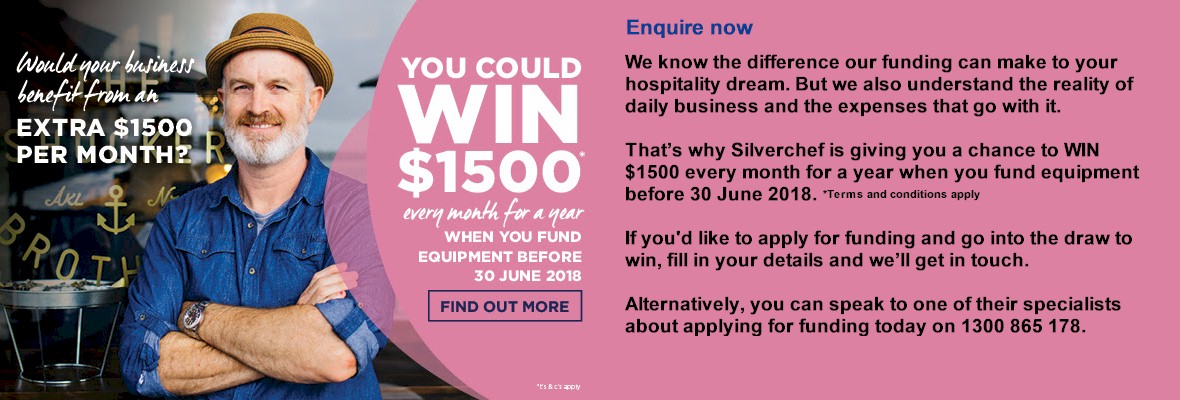 Would your business
benefit from an
EXTRA $1500
PER MONTH?
THE
SHUCKER
AKL
BROTH
YOU COULD
WIN
$1500*
every month for a year
WHEN YOU FUND
EQUIPMENT BEFORE
30 JUNE 2018
FIND OUT MORE
*t's & c's apply
Enquire now
We know the difference our funding can make to your
hospitality dream. But we also understand the reality of
daily business and the expenses that go with it.
That's why Silverchef is giving you a chance to WIN
$1500 every month for a year when you fund equipment
before 30 June 2018. *Terms and conditions apply
If you'd like to apply for funding and go into the draw to
win, fill in your details and we'll get in touch.
Alternatively, you can speak to one of their specialists
about applying for funding today on 1300 865 178.